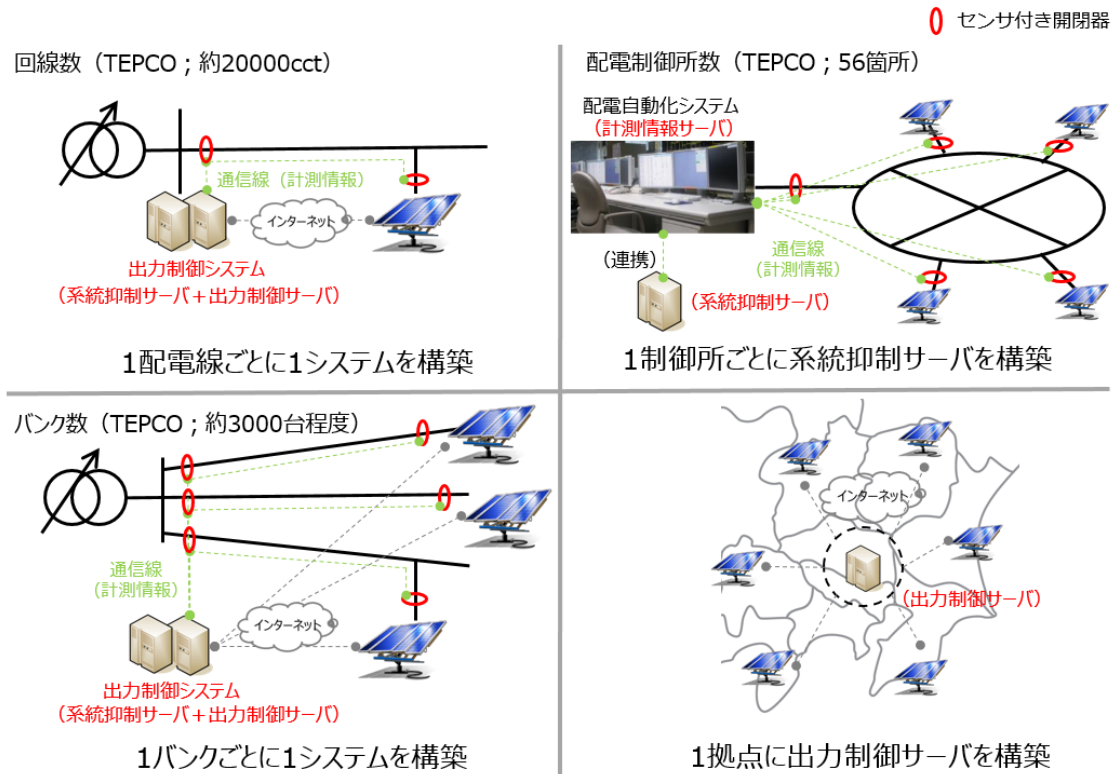 センサ付き開閉器
回線数（TEPCO；約20000cct）
通信線（計測情報）
インターネット
出力制御システム
（系統抑制サーバ＋出力制御サーバ）
1配電線ごとに1システムを構築
配電制御所数（TEPCO；56箇所）
配電自動化システム
（計測情報サーバ）
通信線
（計測情報）
（連携）
（系統抑制サーバ）
1制御所ごとに系統抑制サーバを構築
バンク数（TEPCO；約3000台程度）
通信線
（計測情報）
インターネット
出力制御システム
（系統抑制サーバ＋出力制御サーバ）
1バンクごとに1システムを構築
インターネット
（出力制御サーバ）
1拠点に出力制御サーバを構築